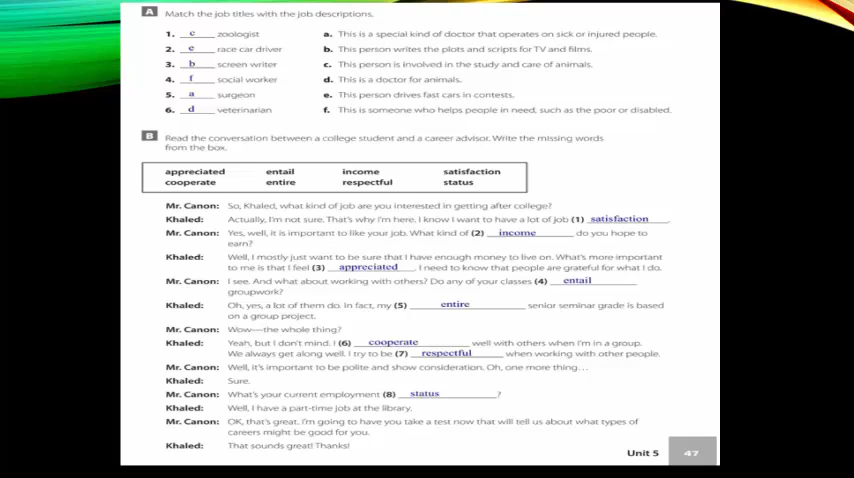 A Match the job titles with the job descriptions.
1. c zoologist a. This is a special kind of doctor that operates on sick or injured people.
2. e race car driver b. This person writes the plots and scripts for TV and films.
3. b screen writer c. This person is involved in the study and care of animals.
4. f social worker d. This is a doctor for animals.
5. a surgeon e. This person drives fast cars in contests.
6. d veterinarian f. This is someone who helps people in need, such as the poor or disabled.
B Read the conversation between a college student and a career advisor. Write the missing words
from the box.
appreciated entail income satisfaction
cooperate entire respectful status
Mr. Canon: So, Khaled, what kind of job are you interested in getting after college?
Khaled: Actually, I'm not sure. That's why I'm here. I know I want to have a lot of job (1) satisfaction.
Mr. Canon: Yes, well, it is important to like your job. What kind of (2) income do you hope to
earn?
Khaled: Well, I mostly just want to be sure that I have enough money to live on. What's more important
to me is that I feel (3) appreciated. I need to know that people are grateful for what I do.
Mr. Canon: I see. And what about working with others? Do any of your classes (4) entail
groupwork?
Khaled: Oh, yes, a lot of them do. In fact, my (5) entire senior seminar grade is based
on a group project.
Mr. Canon: Wow—the whole thing?
Khaled: Yeah, but I don't mind. I (6) cooperate well with others when I'm in a group.
We always get along well. I try to be (7) respectful when working with other people.
Mr. Canon: Well, it's important to be polite and show consideration. Oh, one more thing...
Khaled: Sure.
Mr. Canon: What's your current employment (8) status?
Khaled: Well, I have a part-time job at the library.
Mr. Canon: OK, that's great. I'm going to have you take a test now that will tell us about what types of
careers might be good for you.
Khaled: That sounds great! Thanks!
Unit 5 47